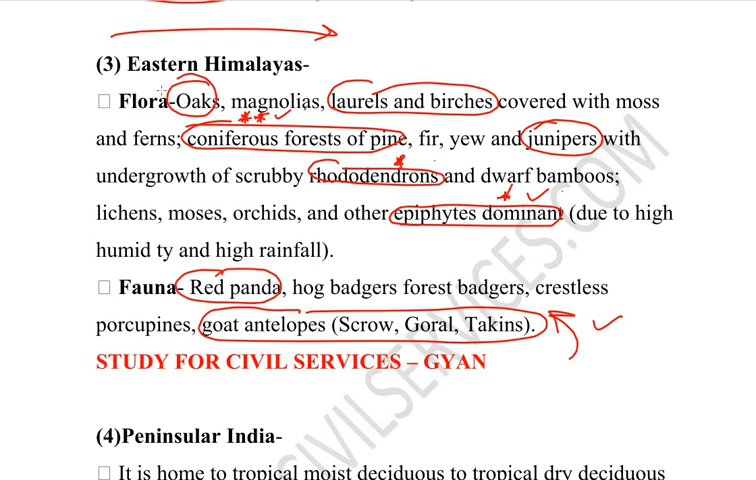 (3) Eastern Himalayas-
□ Flora-Oaks, magnolias, laurels and birches covered with moss
and ferns; coniferous forests of pine, fir, yew and junipers with
undergrowth of scrubby rhododendrons and dwarf bamboos;
lichens, mosses, orchids, and other epiphytes dominant (due to high
humid ty and high rainfall).
□ Fauna- Red panda, hog badgers forest badgers, crestless
porcupines, goat antelopes (Scrow, Goral, Takins).
STUDY FOR CIVIL SERVICES – GYAN
(4)Peninsular India-
□ It is home to tropical moist deciduous to tropical dry deciduous
CIVILSERVICES.COM